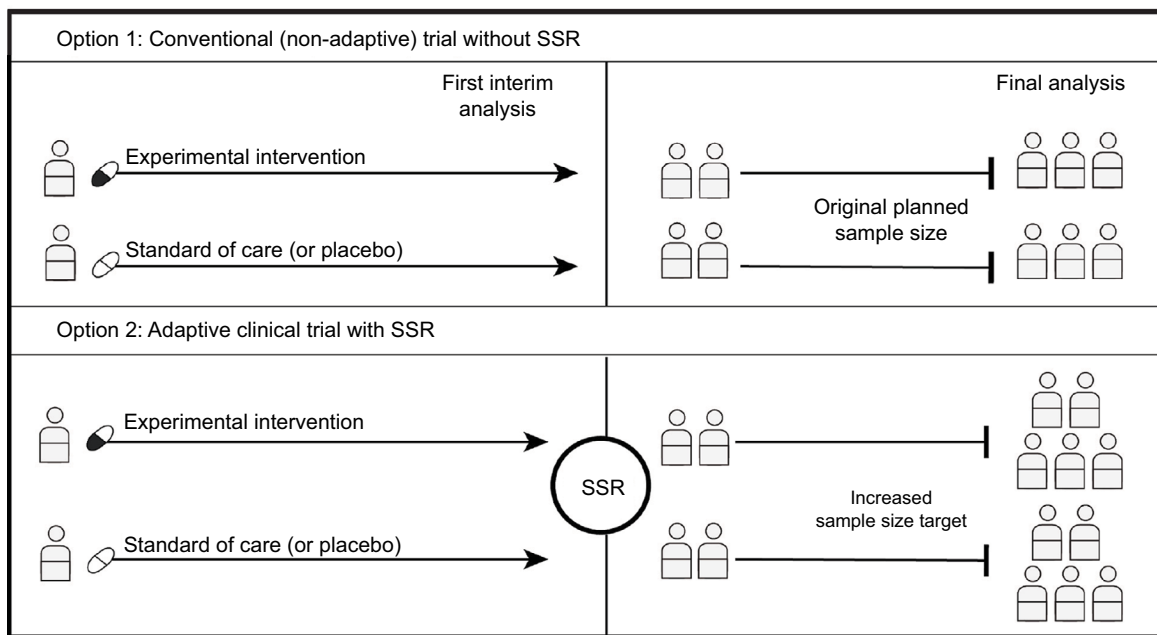 Option 1: Conventional (non-adaptive) trial without SSR
First interim
analysis
Final analysis
Experimental intervention
Original planned
sample size
Standard of care (or placebo)
Option 2: Adaptive clinical trial with SSR
Experimental intervention
SSR
Increased
sample size target
Standard of care (or placebo)